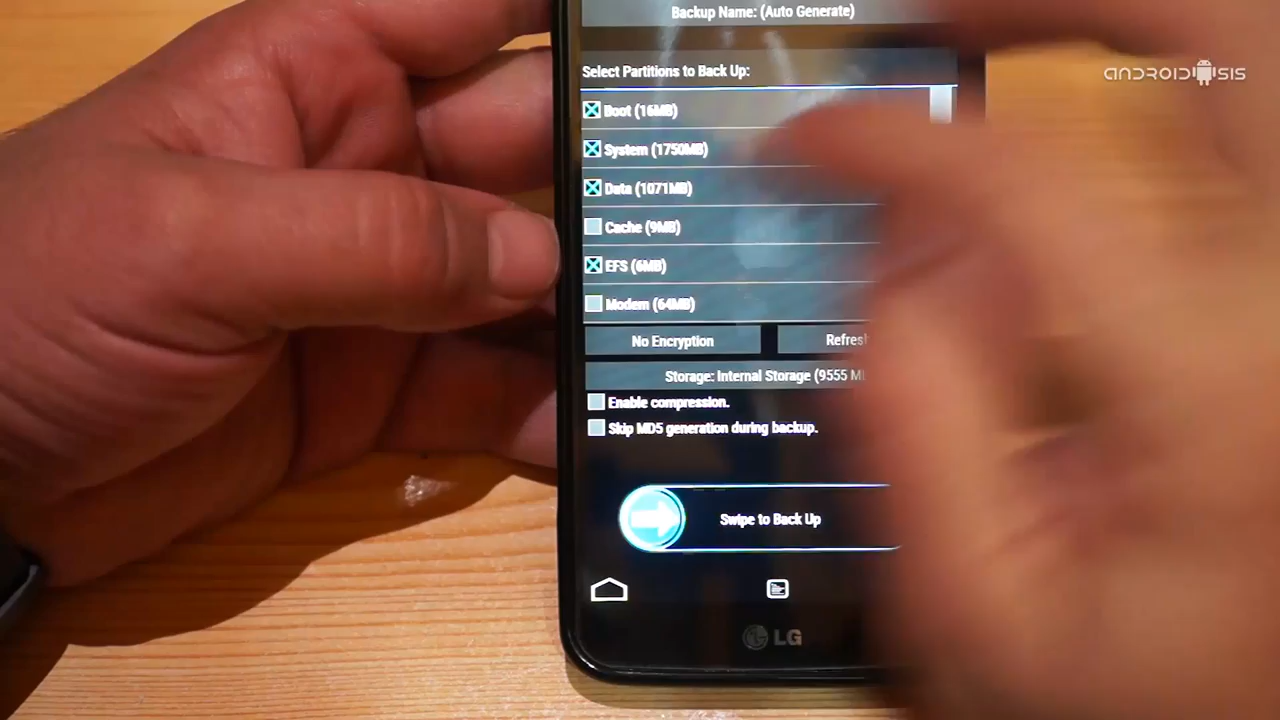 Backup Name: (Auto Generate)
ANDROIDSIS
Select Partitions to Back Up:
Boot (16MB)
System (1750MB)
Data (1071MB)
Cache (9MB)
EFS (6MB)
Modem (64MB)
No Encryption
Refresh
Storage: Internal Storage (9555 M
Enable compression.
Skip MD5 generation during backup.
Swipe to Back Up
LG